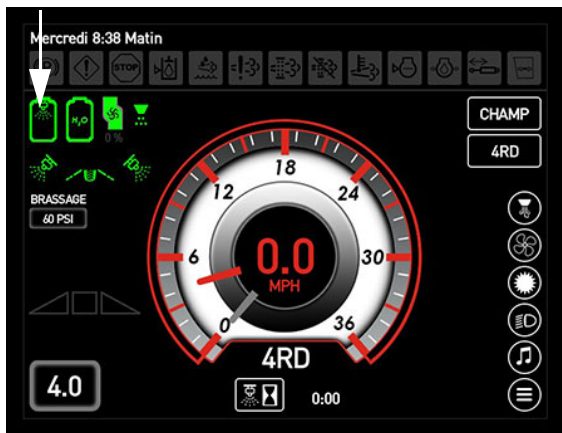 Mercredi 8:38 Matin
(P)
STOP
H₂O
0 %
CHAMP
4RD
BRASSAGE
60 PSI
0
6
12
18
24
30
36
0.0
MPH
4RD
4.0
0:00